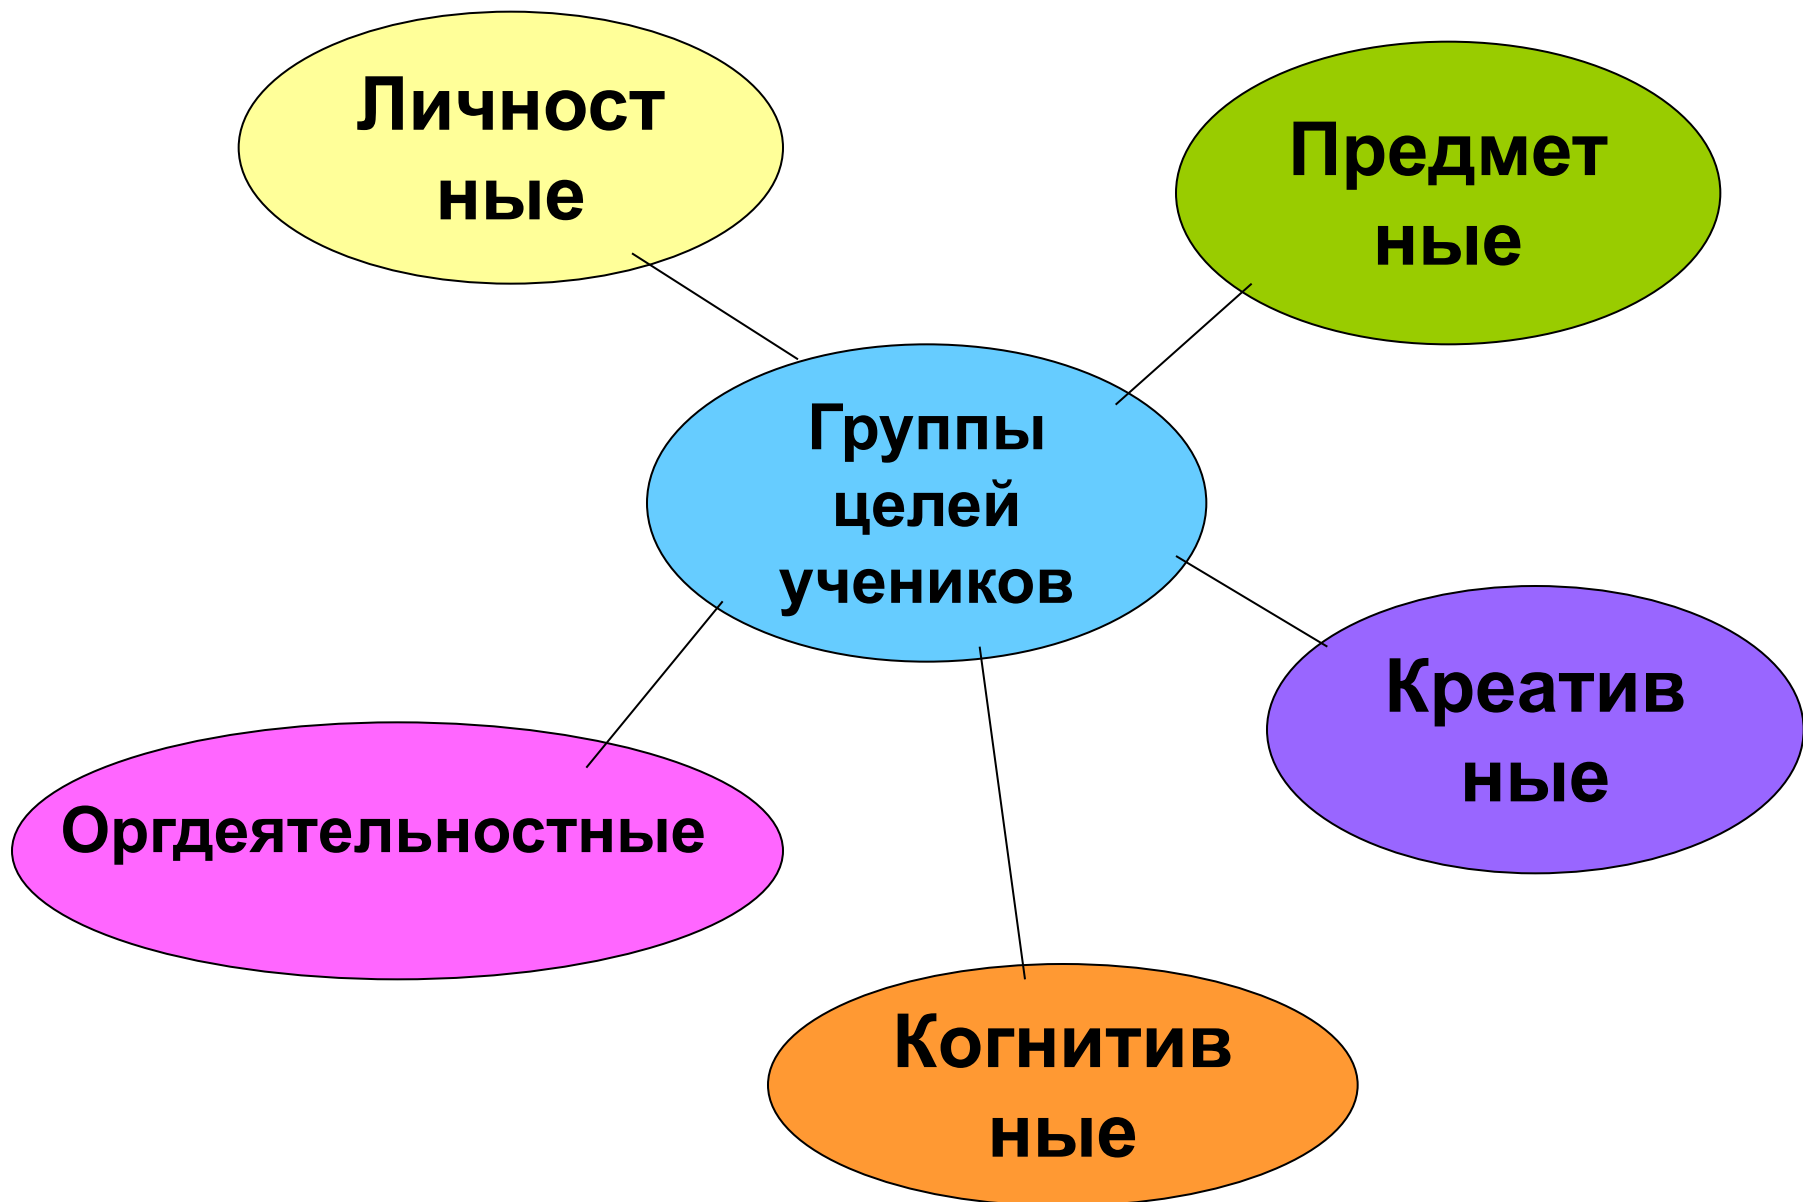 Личност
ные
Предмет
ные
Группы
целей
учеников
Креатив
ные
Оргдеятельностные
Когнитив
ные